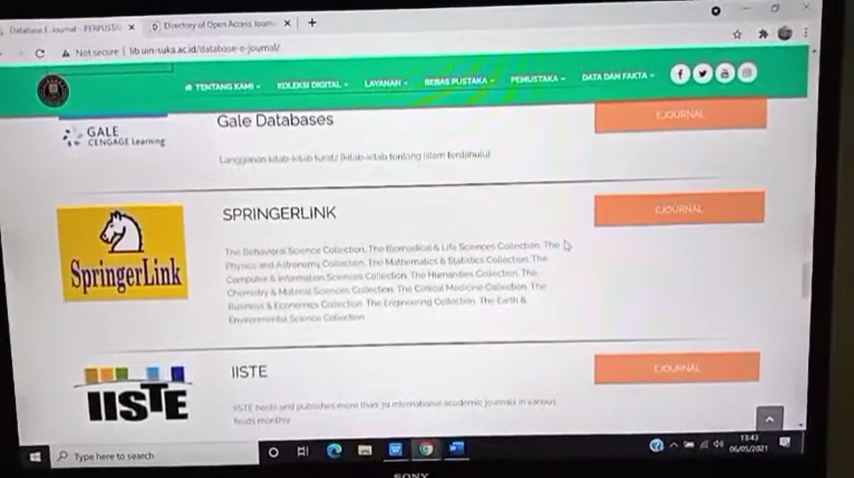 Database E Journal - PERPUSTA
Directory of Open Access Journ
Not secure | lib.uin-suka.ac.id/database-e-journal/
TENTANG KAMI KOLEKSI DIGITAL LAYANAN BEBAS PUSTAKA PEMUSTAKA DATA DAN FAKTA
GALE
CENGAGE Learning
Gale Databases
EJOURNAL
Langganan kitab-kitab turats (kitab-kitab tentang islam terdahulu)
SpringerLink
SPRINGERLINK
EJOURNAL
The Behavioral Science Collection, The Biomedical & Life Sciences Collection, The
Physics and Astronomy Collection, The Mathematics & Statistics Collection, The
Computer & Information Sciences Collection, The Humanities Collection, The
Chemistry & Material Sciences Collection, The Clinical Medicine Collection, The
Business & Economics Collection, The Engineering Collection, The Earth &
Environmental Science Collection
IISTE
IISTE
EJOURNAL
IISTE hosts and publishes more than 30 international academic journals in various
fields monthly
Type here to search
13:43
06/05/2021
SONY